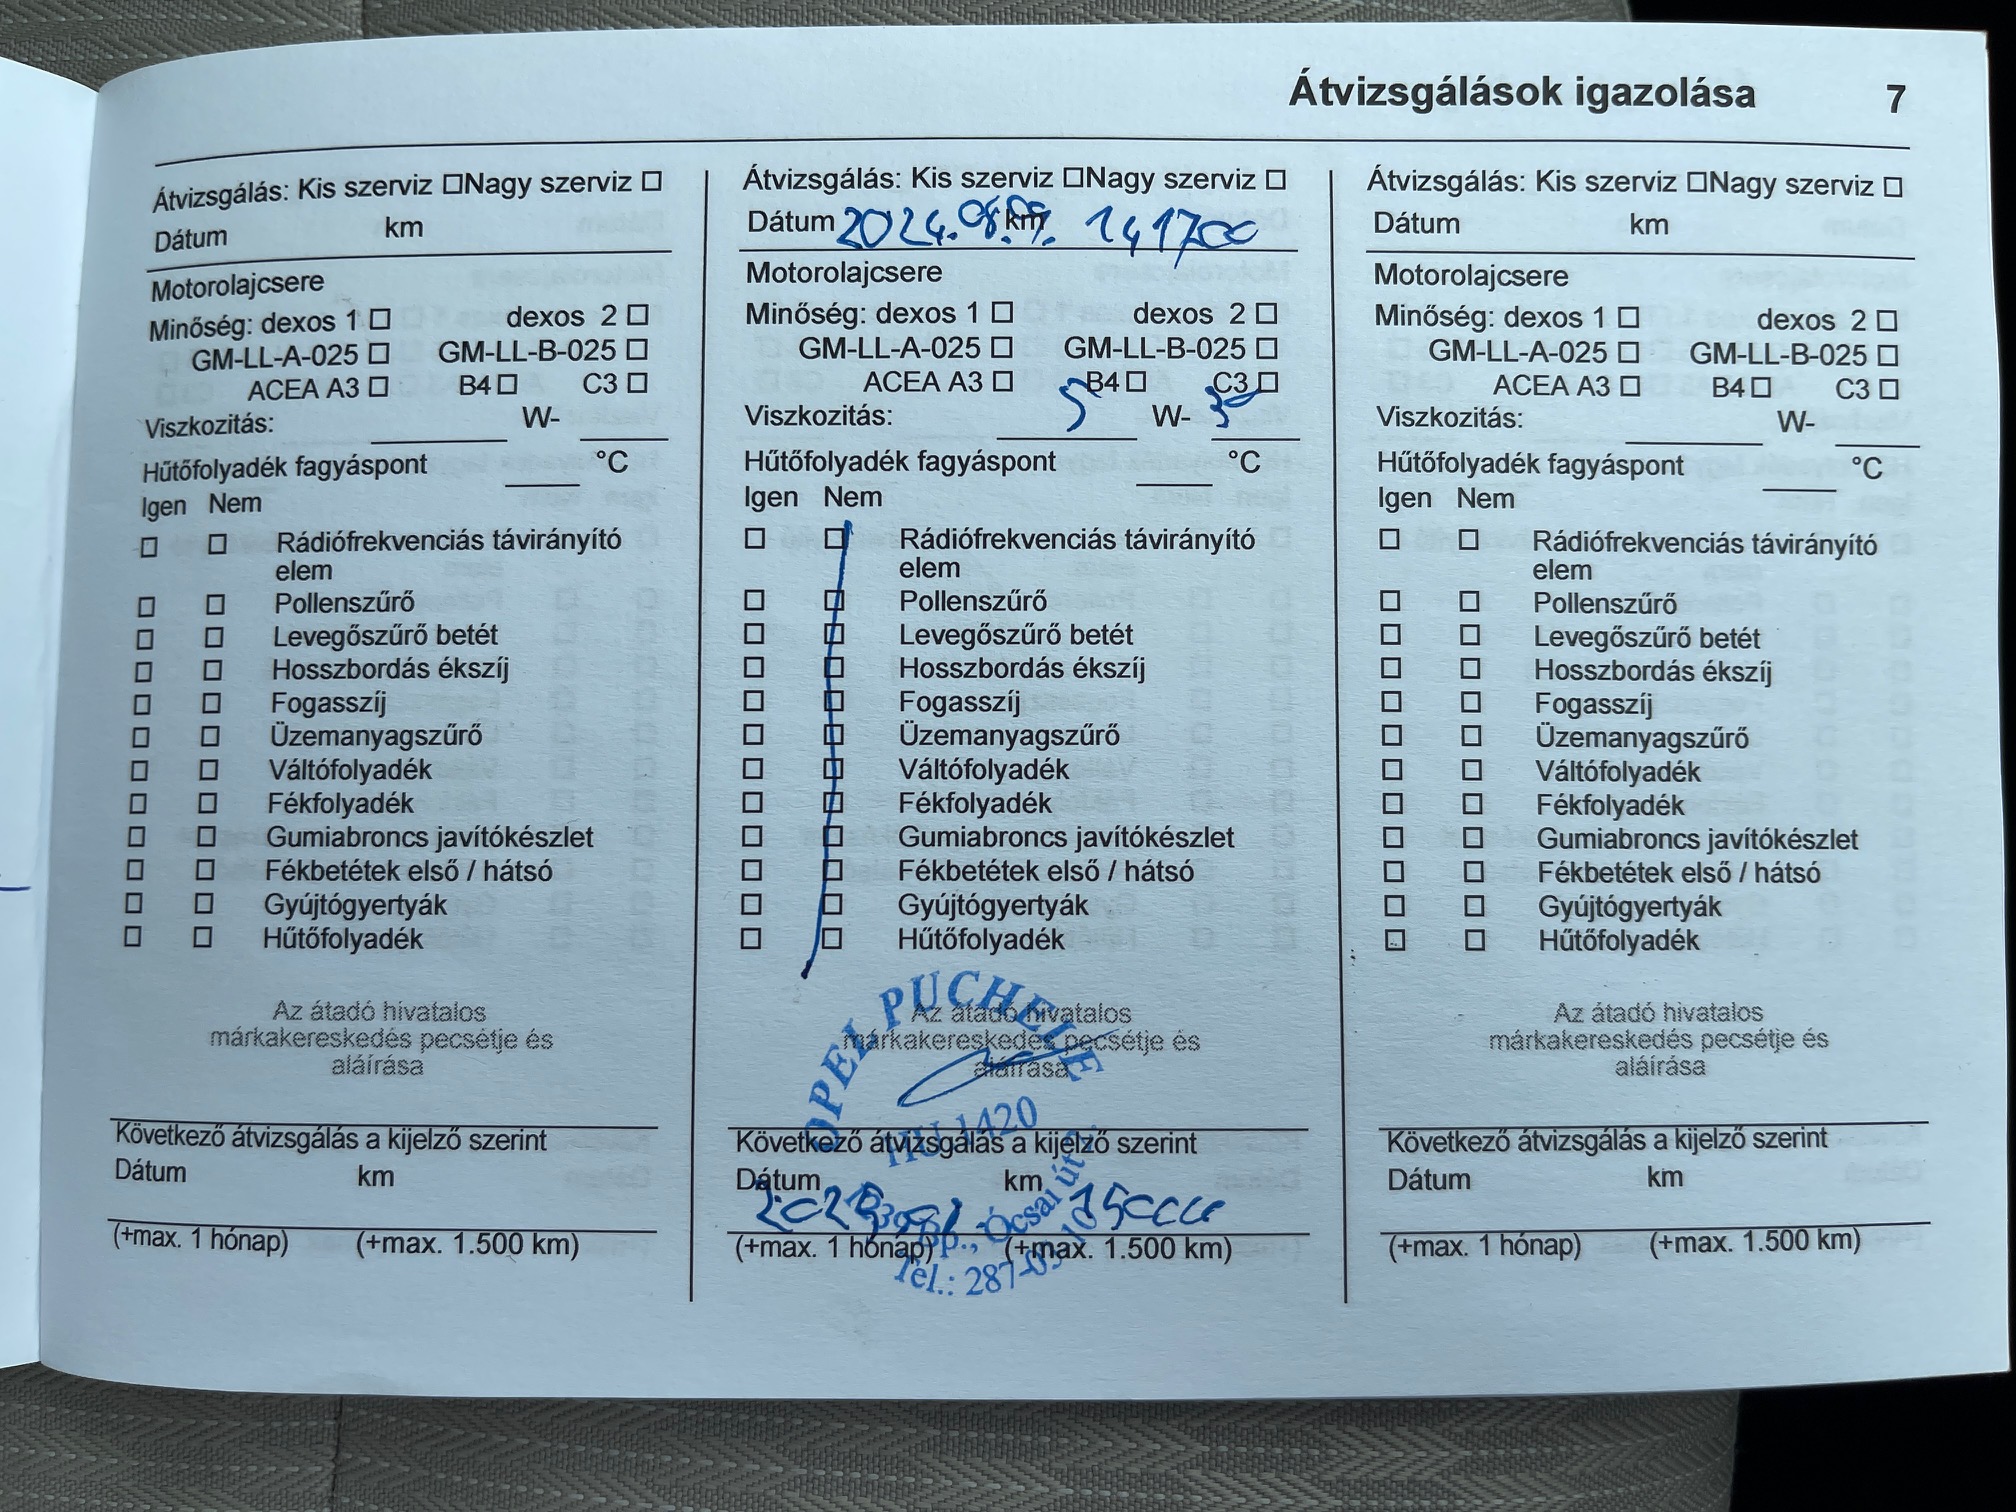 Átvizsgálások igazolása 7
Átvizsgálás: Kis szerviz ☐Nagy szerviz ☐
Dátum km
Motorolajcsere
Minőség: dexos 1 ☐ dexos 2 ☐
GM-LL-A-025 ☐ GM-LL-B-025 ☐
ACEA A3 ☐ B4☐ C3 ☐
Viszkozitás: W-
Hűtőfolyadék fagyáspont °C
Igen Nem
☐ ☐ Rádiófrekvenciás távirányító
elem
☐ ☐ Pollenszűrő
☐ ☐ Levegőszűrő betét
☐ ☐ Hosszbordás ékszíj
☐ ☐ Fogasszíj
☐ ☐ Üzemanyagszűrő
☐ ☐ Váltófolyadék
☐ ☐ Fékfolyadék
☐ ☐ Gumiabroncs javítókészlet
☐ ☐ Fékbetétek első / hátsó
☐ ☐ Gyújtógyertyák
☐ ☐ Hűtőfolyadék
Az átadó hivatalos
márkakereskedés pecsétje és
aláírása
Következő átvizsgálás a kijelző szerint
Dátum km
(+max. 1 hónap) (+max. 1.500 km)
Átvizsgálás: Kis szerviz ☐Nagy szerviz ☐
Dátum 2024.08.09. km 141700
Motorolajcsere
Minőség: dexos 1 ☐ dexos 2 ☐
GM-LL-A-025 ☐ GM-LL-B-025 ☐
ACEA A3 ☐ B4☐ C3☐
Viszkozitás: 5 W- 30
Hűtőfolyadék fagyáspont °C
Igen Nem
☐ ☐ Rádiófrekvenciás távirányító
elem
☐ ☐ Pollenszűrő
☐ ☐ Levegőszűrő betét
☐ ☐ Hosszbordás ékszíj
☐ ☐ Fogasszíj
☐ ☐ Üzemanyagszűrő
☐ ☐ Váltófolyadék
☐ ☐ Fékfolyadék
☐ ☐ Gumiabroncs javítókészlet
☐ ☐ Fékbetétek első / hátsó
☐ ☐ Gyújtógyertyák
☐ ☐ Hűtőfolyadék
OPEL PUCHELE
Az átadó hivatalos
márkakereskedés pecsétje és
aláírása
HU 1420
Következő átvizsgálás a kijelző szerint
Dátum km
Ócsai út 2.
Tel.: 287-
(+max. 1 hónap) (+max. 1.500 km)
Átvizsgálás: Kis szerviz ☐Nagy szerviz ☐
Dátum km
Motorolajcsere
Minőség: dexos 1 ☐ dexos 2 ☐
GM-LL-A-025 ☐ GM-LL-B-025 ☐
ACEA A3 ☐ B4☐ C3 ☐
Viszkozitás: W-
Hűtőfolyadék fagyáspont °C
Igen Nem
☐ ☐ Rádiófrekvenciás távirányító
elem
☐ ☐ Pollenszűrő
☐ ☐ Levegőszűrő betét
☐ ☐ Hosszbordás ékszíj
☐ ☐ Fogasszíj
☐ ☐ Üzemanyagszűrő
☐ ☐ Váltófolyadék
☐ ☐ Fékfolyadék
☐ ☐ Gumiabroncs javítókészlet
☐ ☐ Fékbetétek első / hátsó
☐ ☐ Gyújtógyertyák
☐ ☐ Hűtőfolyadék
Az átadó hivatalos
márkakereskedés pecsétje és
aláírása
Következő átvizsgálás a kijelző szerint
Dátum km
(+max. 1 hónap) (+max. 1.500 km)